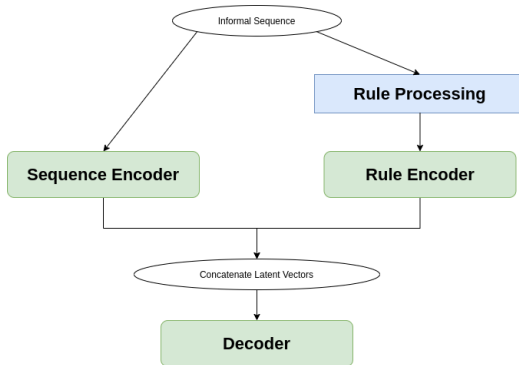 Informal Sequence
Rule Processing
Sequence Encoder
Rule Encoder
Concatenate Latent Vectors
Decoder